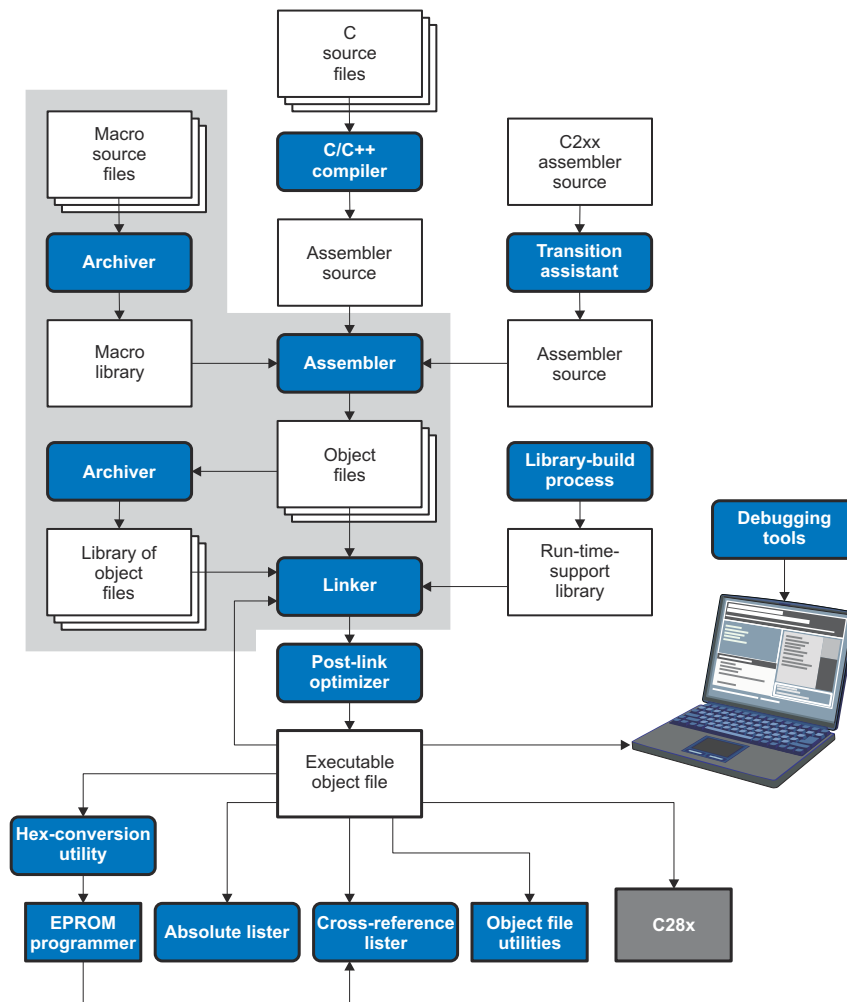 C
source
files
Macro
source
files
C/C++
compiler
C2xx
assembler
source
Archiver
Assembler
source
Transition
assistant
Macro
library
Assembler
Assembler
source
Archiver
Object
files
Library-build
process
Debugging
tools
Library of
object
files
Linker
Run-time-
support
library
Post-link
optimizer
Executable
object file
Hex-conversion
utility
EPROM
programmer
Absolute lister
Cross-reference
lister
Object file
utilities
C28x